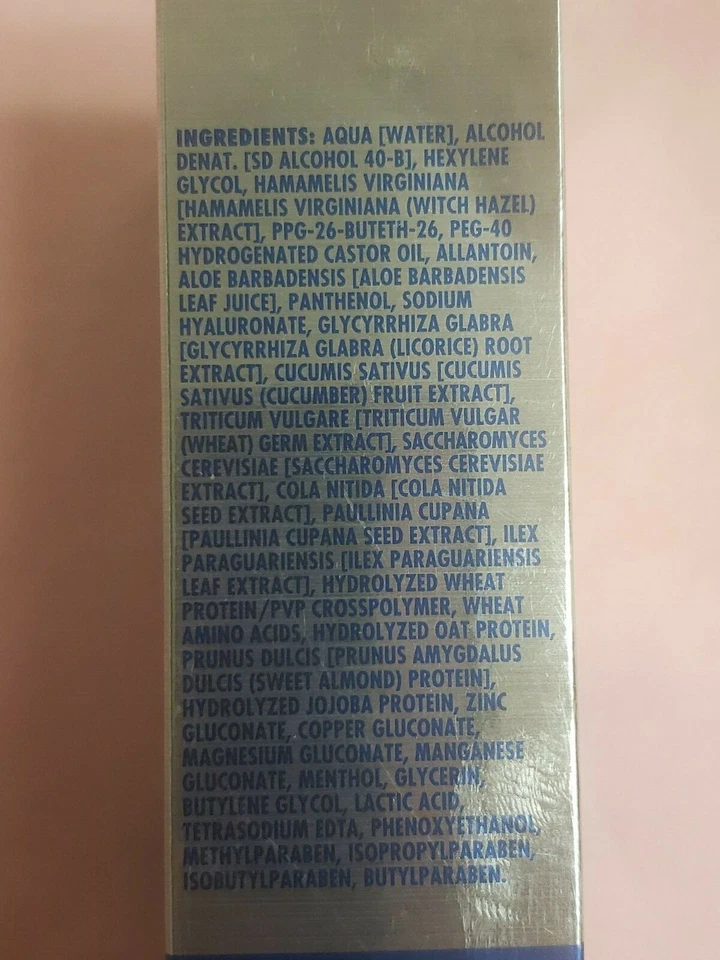 INGREDIENTS: AQUA [WATER], ALCOHOL
DENAT. [SD ALCOHOL 40-B], HEXYLENE
GLYCOL, HAMAMELIS VIRGINIANA
[HAMAMELIS VIRGINIANA (WITCH HAZEL)
EXTRACT], PPG-26-BUTETH-26, PEG-40
HYDROGENATED CASTOR OIL, ALLANTOIN,
ALOE BARBADENSIS [ALOE BARBADENSIS
LEAF JUICE], PANTHENOL, SODIUM
HYALURONATE, GLYCYRRHIZA GLABRA
[GLYCYRRHIZA GLABRA (LICORICE) ROOT
EXTRACT], CUCUMIS SATIVUS [CUCUMIS
SATIVUS (CUCUMBER) FRUIT EXTRACT],
TRITICUM VULGARE [TRITICUM VULGAR
(WHEAT) GERM EXTRACT], SACCHAROMYCES
CEREVISIAE [SACCHAROMYCES CEREVISIAE
EXTRACT], COLA NITIDA [COLA NITIDA
SEED EXTRACT], PAULLINIA CUPANA
[PAULLINIA CUPANA SEED EXTRACT], ILEX
PARAGUARIENSIS [ILEX PARAGUARIENSIS
LEAF EXTRACT], HYDROLYZED WHEAT
PROTEIN/PVP CROSSPOLYMER, WHEAT
AMINO ACIDS, HYDROLYZED OAT PROTEIN,
PRUNUS DULCIS [PRUNUS AMYGDALUS
DULCIS (SWEET ALMOND) PROTEIN],
HYDROLYZED JOJOBA PROTEIN, ZINC
GLUCONATE, COPPER GLUCONATE,
MAGNESIUM GLUCONATE, MANGANESE
GLUCONATE, MENTHOL, GLYCERIN,
BUTYLENE GLYCOL, LACTIC ACID,
TETRASODIUM EDTA, PHENOXYETHANOL,
METHYLPARABEN, ISOPROPYLPARABEN,
ISOBUTYLPARABEN, BUTYLPARABEN.